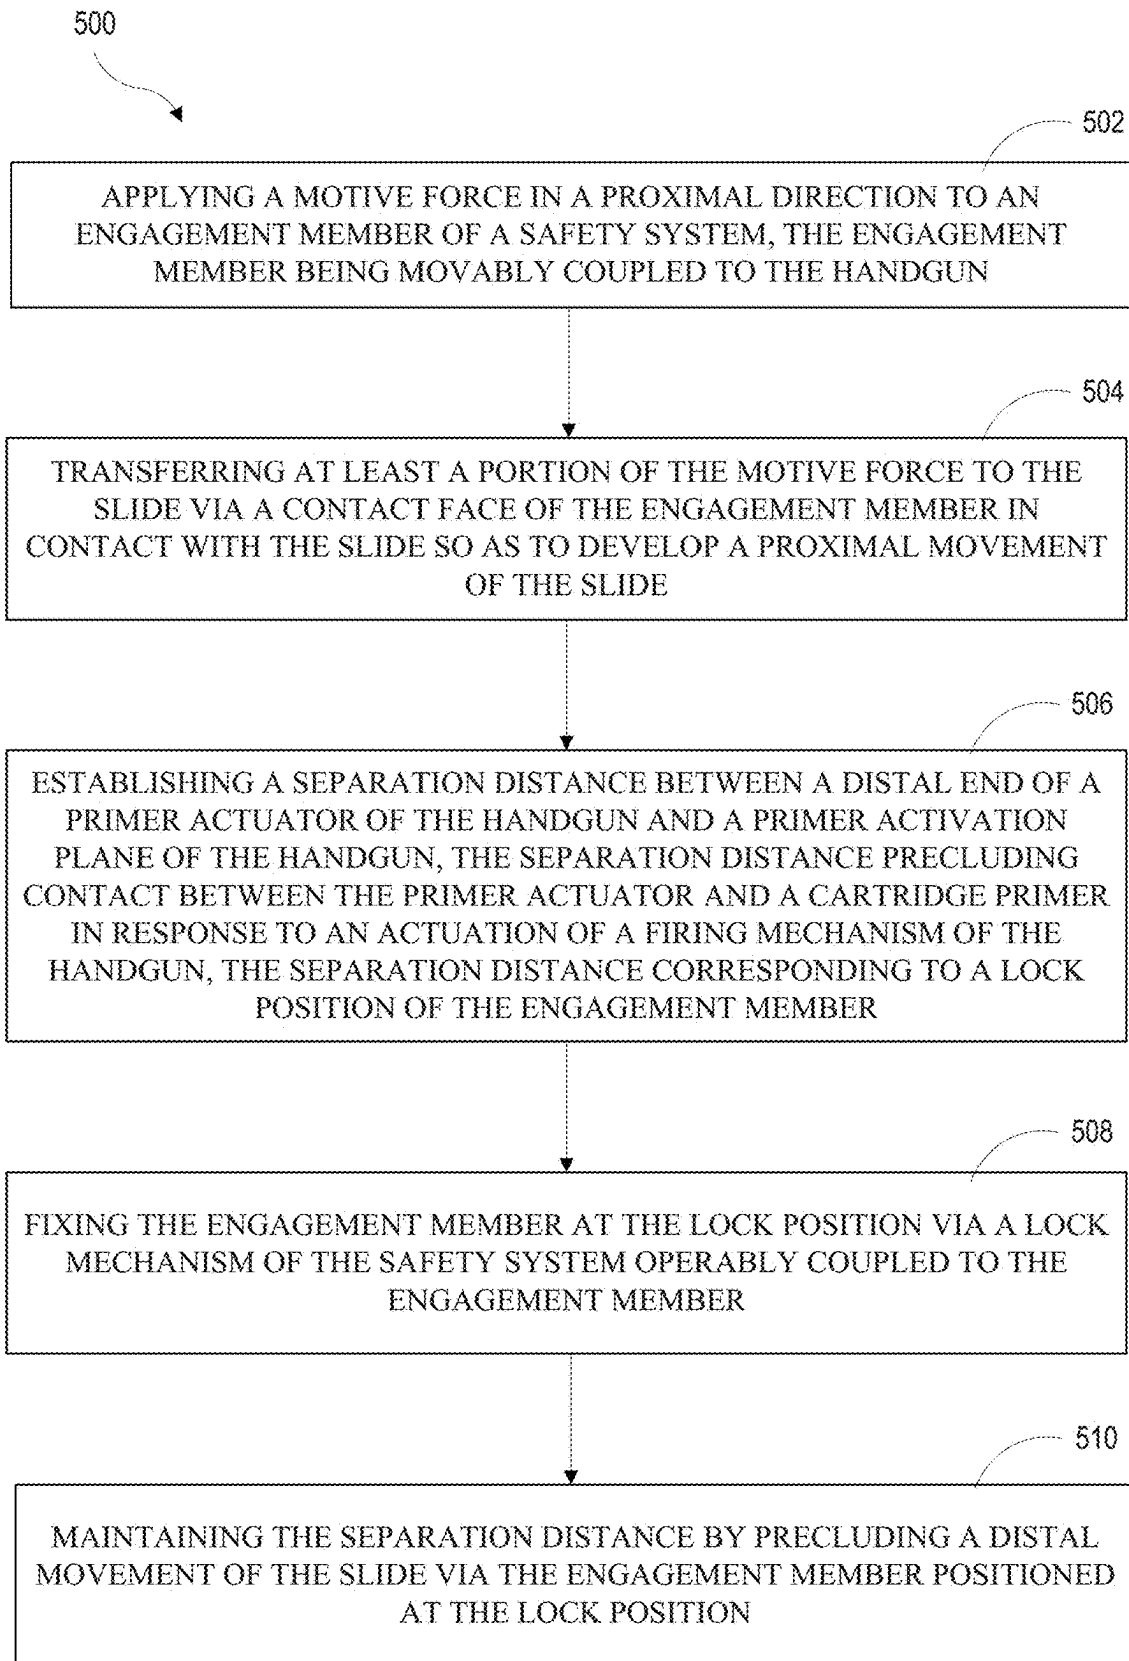 500
502
APPLYING A MOTIVE FORCE IN A PROXIMAL DIRECTION TO AN
ENGAGEMENT MEMBER OF A SAFETY SYSTEM, THE ENGAGEMENT
MEMBER BEING MOVABLY COUPLED TO THE HANDGUN
504
TRANSFERRING AT LEAST A PORTION OF THE MOTIVE FORCE TO THE
SLIDE VIA A CONTACT FACE OF THE ENGAGEMENT MEMBER IN
CONTACT WITH THE SLIDE SO AS TO DEVELOP A PROXIMAL MOVEMENT
OF THE SLIDE
506
ESTABLISHING A SEPARATION DISTANCE BETWEEN A DISTAL END OF A
PRIMER ACTUATOR OF THE HANDGUN AND A PRIMER ACTIVATION
PLANE OF THE HANDGUN, THE SEPARATION DISTANCE PRECLUDING
CONTACT BETWEEN THE PRIMER ACTUATOR AND A CARTRIDGE PRIMER
IN RESPONSE TO AN ACTUATION OF A FIRING MECHANISM OF THE
HANDGUN, THE SEPARATION DISTANCE CORRESPONDING TO A LOCK
POSITION OF THE ENGAGEMENT MEMBER
508
FIXING THE ENGAGEMENT MEMBER AT THE LOCK POSITION VIA A LOCK
MECHANISM OF THE SAFETY SYSTEM OPERABLY COUPLED TO THE
ENGAGEMENT MEMBER
510
MAINTAINING THE SEPARATION DISTANCE BY PRECLUDING A DISTAL
MOVEMENT OF THE SLIDE VIA THE ENGAGEMENT MEMBER POSITIONED
AT THE LOCK POSITION